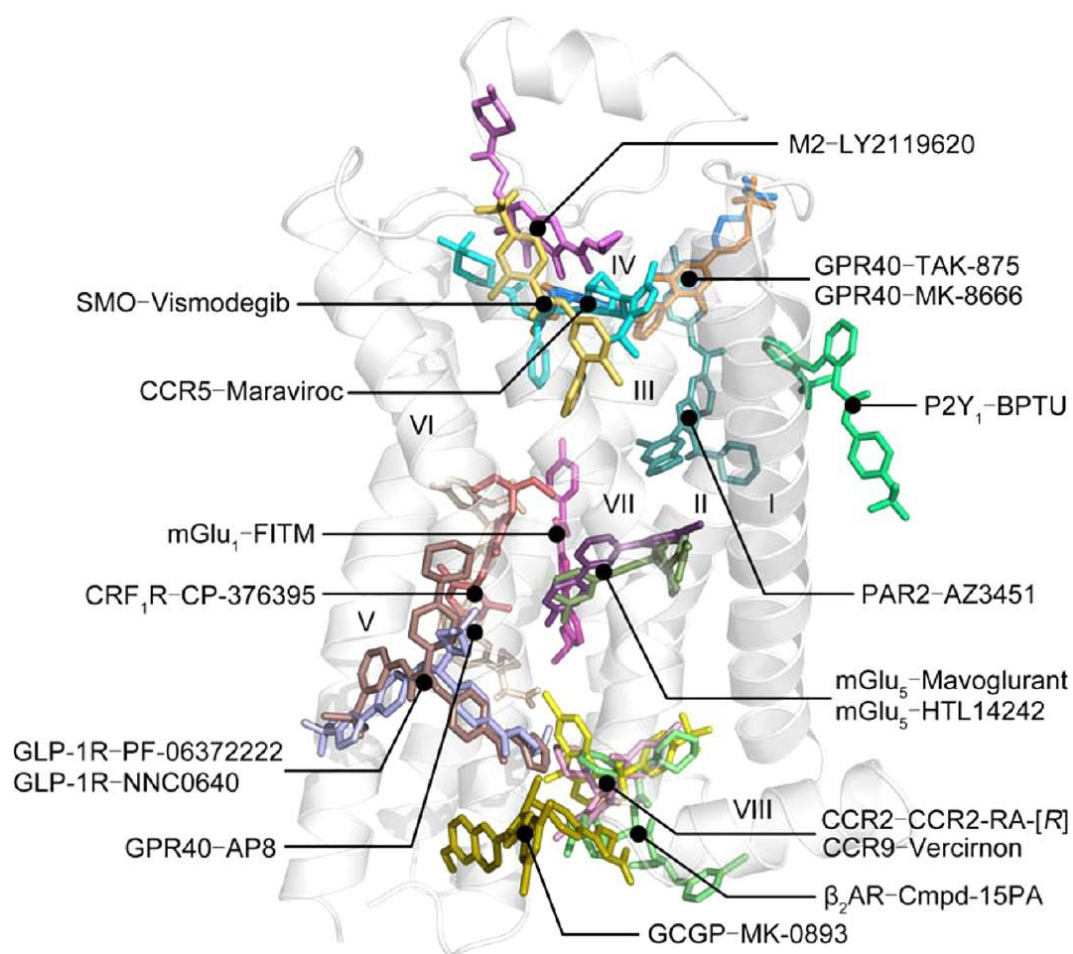 M2–LY2119620
IV
GPR40–TAK-875
GPR40–MK-8666
SMO–Vismodegib
CCR5–Maraviroc
III
P2Y₁–BPTU
VI
VII
II
I
mGlu₁–FITM
CRF₁R–CP-376395
PAR2–AZ3451
V
mGlu₅–Mavoglurant
mGlu₅–HTL14242
GLP-1R–PF-06372222
GLP-1R–NNC0640
VIII
CCR2–CCR2-RA-[R]
CCR9–Vercirnon
GPR40–AP8
β₂AR–Cmpd-15PA
GCGP–MK-0893